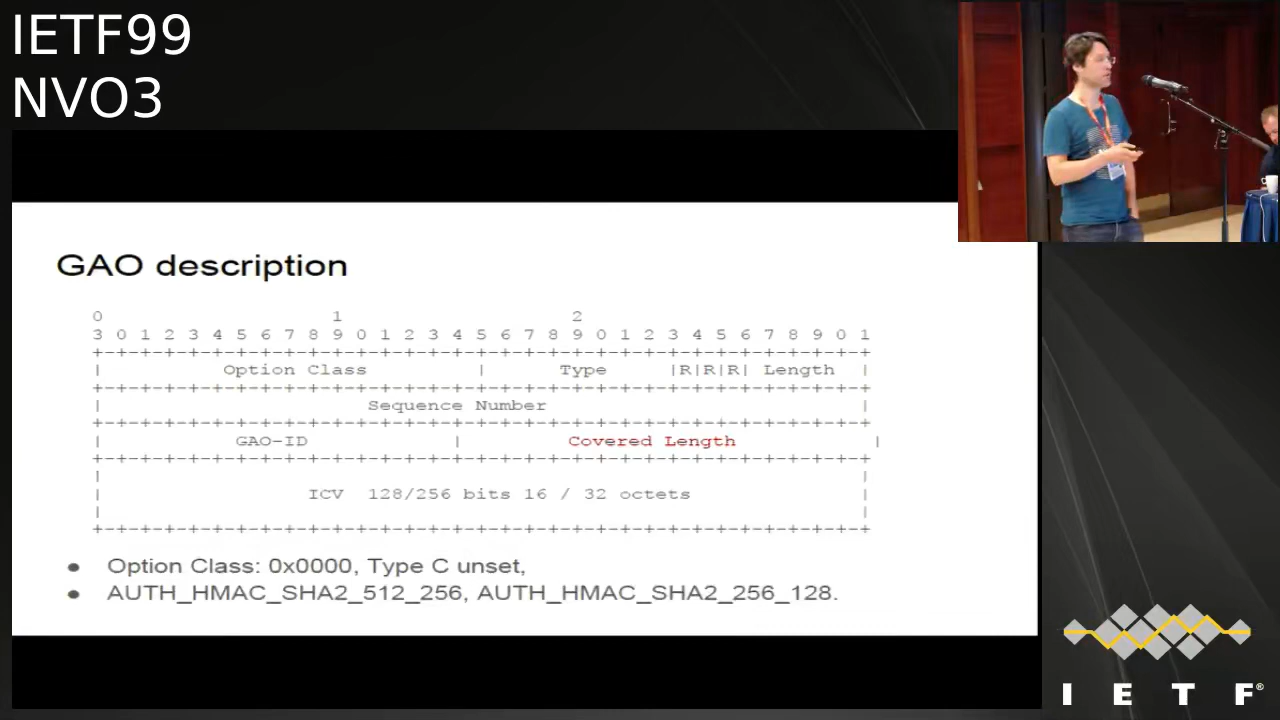 IETF99
NVO3
GAO description
0 1 2
3 0 1 2 3 4 5 6 7 8 9 0 1 2 3 4 5 6 7 8 9 0 1 2 3 4 5 6 7 8 9 0 1
+-+-+-+-+-+-+-+-+-+-+-+-+-+-+-+-+-+-+-+-+-+-+-+-+-+-+-+-+-+-+-+-+
| Option Class | Type |R|R|R| Length |
+-+-+-+-+-+-+-+-+-+-+-+-+-+-+-+-+-+-+-+-+-+-+-+-+-+-+-+-+-+-+-+-+
| Sequence Number |
+-+-+-+-+-+-+-+-+-+-+-+-+-+-+-+-+-+-+-+-+-+-+-+-+-+-+-+-+-+-+-+-+
| GAO-ID | Covered Length |
+-+-+-+-+-+-+-+-+-+-+-+-+-+-+-+-+-+-+-+-+-+-+-+-+-+-+-+-+-+-+-+-+
| |
| ICV 128/256 bits 16 / 32 octets |
| |
+-+-+-+-+-+-+-+-+-+-+-+-+-+-+-+-+-+-+-+-+-+-+-+-+-+-+-+-+-+-+-+-+
● Option Class: 0x0000, Type C unset,
● AUTH_HMAC_SHA2_512_256, AUTH_HMAC_SHA2_256_128.
I E T F®